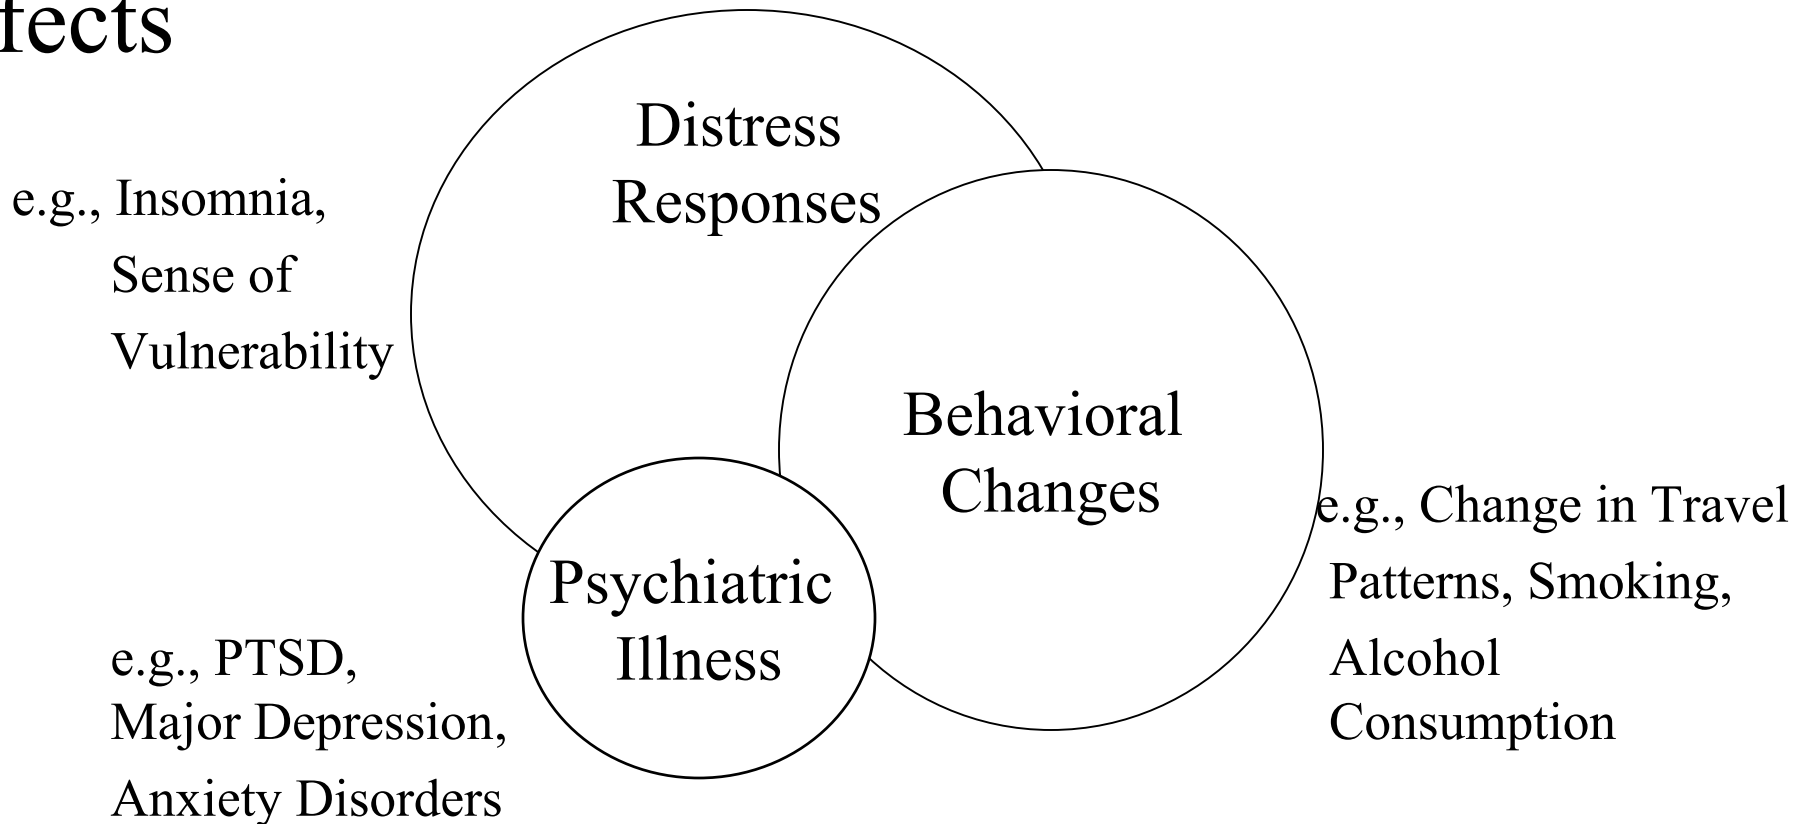 fects
Distress
Responses
e.g., Insomnia,
Sense of
Vulnerability
Behavioral
Changes
e.g., Change in Travel
Patterns, Smoking,
Alcohol
Consumption
Psychiatric
Illness
e.g., PTSD,
Major Depression,
Anxiety Disorders